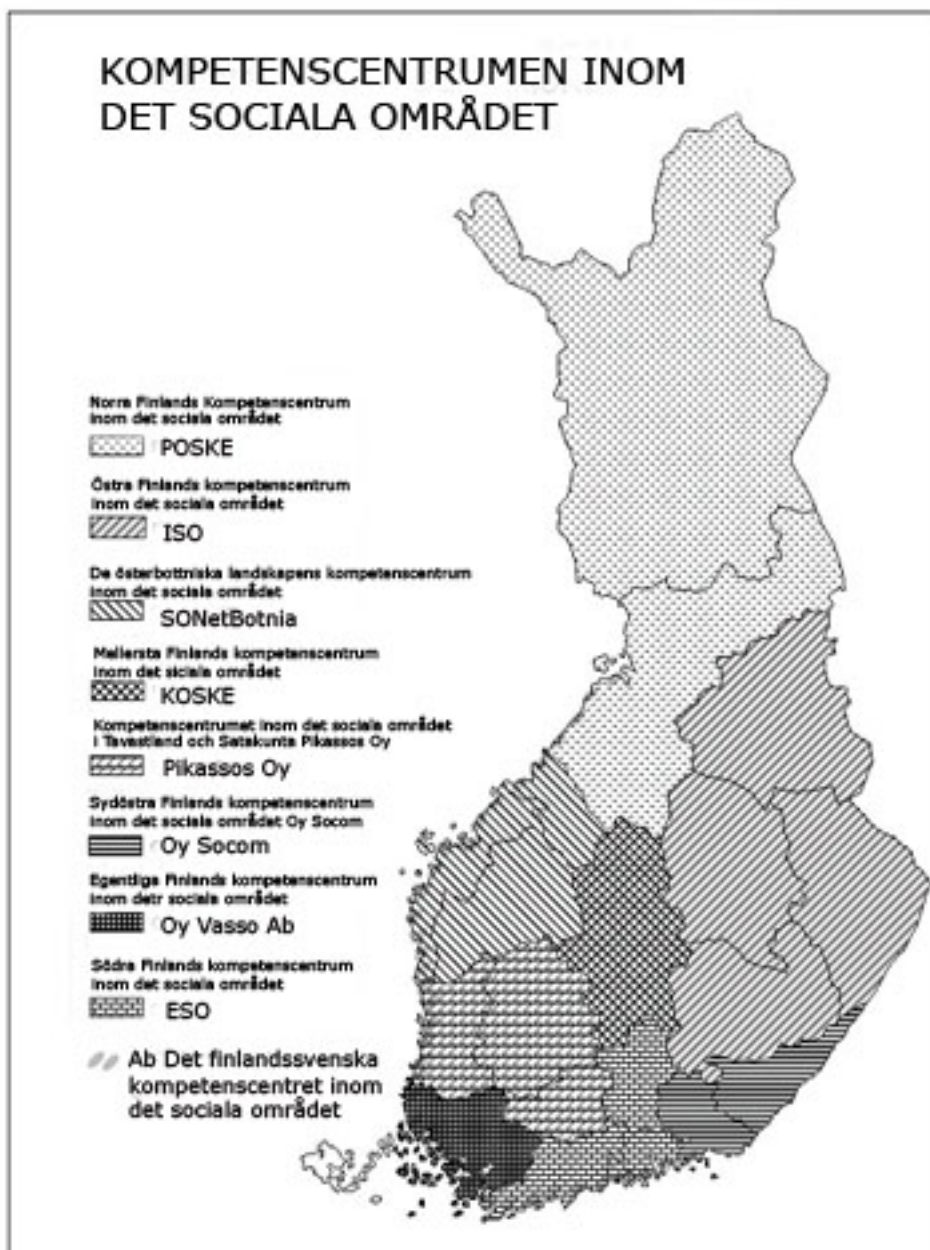 KOMPETENSCENTRUMEN INOM
DET SOCIALA OMRÅDET
Norra Finlands Kompetenscentrum
inom det sociala området
POSKE
Östra Finlands kompetenscentrum
inom det sociala området
ISO
De österbottniska landskapens kompetenscentrum
inom det sociala området
SONetBotnia
Mellersta Finlands kompetenscentrum
inom det siciala området
KOSKE
Kompetenscentrumet inom det sociala området
i Tavastland och Satakunta Pikassos Oy
Pikassos Oy
Sydöstra Finlands kompetenscentrum
inom det sociala området Oy Socom
Oy Socom
Egentliga Finlands kompetenscentrum
inom detr sociala området
Oy Vasso Ab
Södra Finlands kompetenscentrum
inom det sociala området
ESO
Ab Det finlandssvenska
kompetenscentret inom
det sociala området